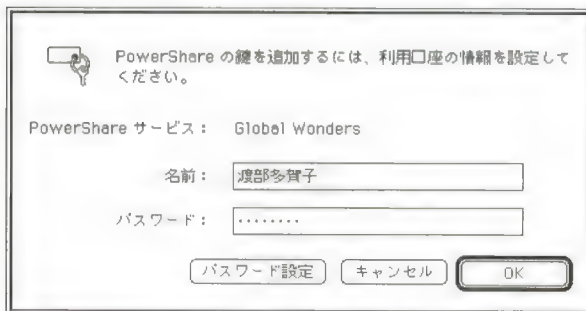 PowerShare の鍵を追加するには、利用口座の情報を設定して
ください。
PowerShare サービス： Global Wonders
名前： 渡部多賀子
パスワード： ········
パスワード設定 キャンセル OK